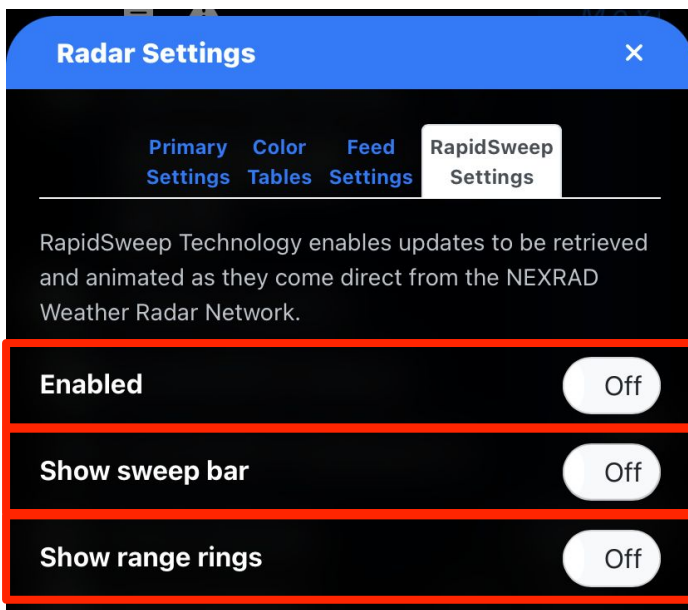 Radar Settings ×
Primary Color Feed RapidSweep
Settings Tables Settings Settings
RapidSweep Technology enables updates to be retrieved
and animated as they come direct from the NEXRAD
Weather Radar Network.
Enabled Off
Show sweep bar Off
Show range rings Off